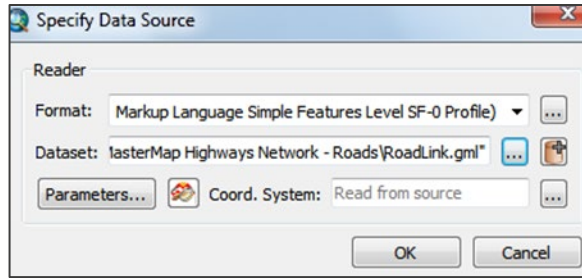 Specify Data Source
Reader
Format: Markup Language Simple Features Level SF-0 Profile) ...
Dataset: MasterMap Highways Network - Roads\RoadLink.gml" ...
Parameters... Coord. System: Read from source ...
OK Cancel